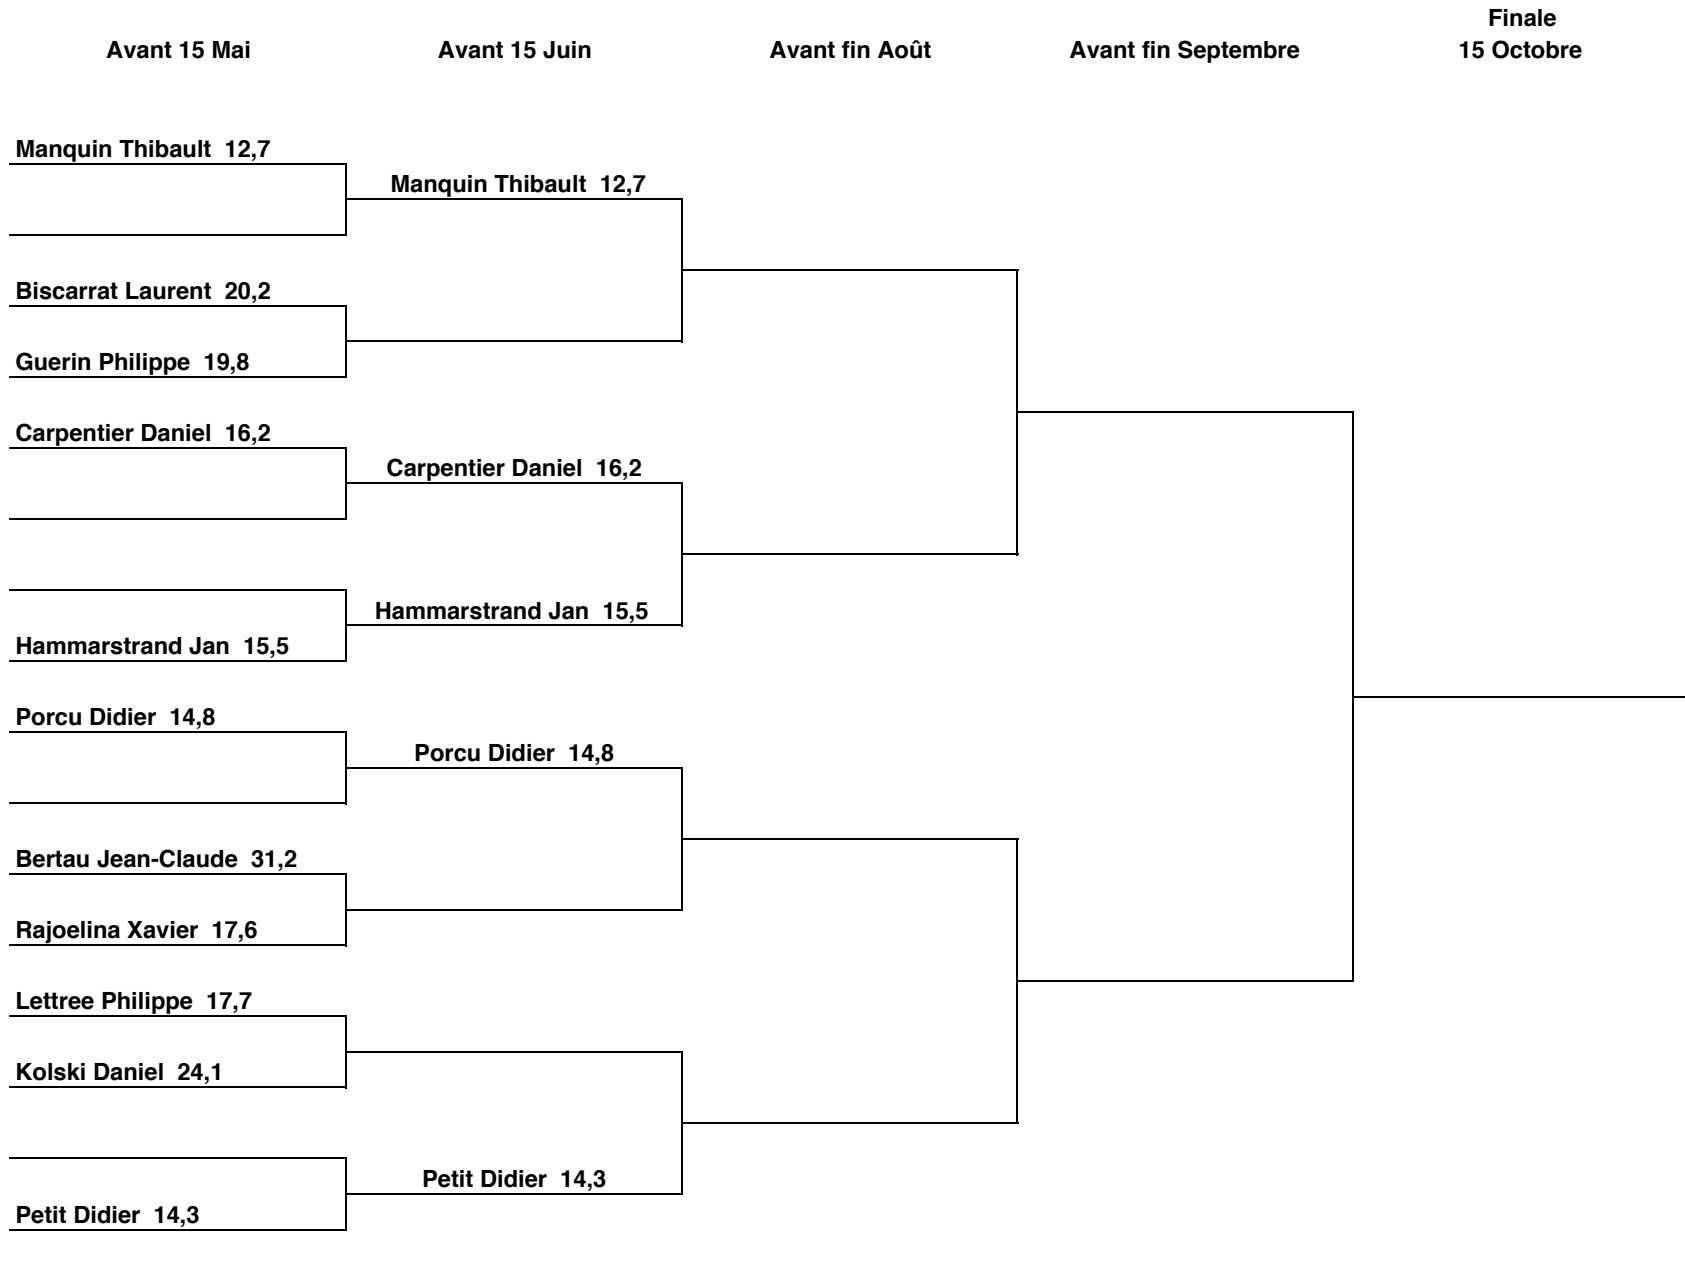 Finale
Avant 15 Mai Avant 15 Juin Avant fin Août Avant fin Septembre 15 Octobre
Manquin Thibault 12,7
Manquin Thibault 12,7
Biscarrat Laurent 20,2
Guerin Philippe 19,8
Carpentier Daniel 16,2
Carpentier Daniel 16,2
Hammarstrand Jan 15,5
Hammarstrand Jan 15,5
Porcu Didier 14,8
Porcu Didier 14,8
Bertau Jean-Claude 31,2
Rajoelina Xavier 17,6
Lettree Philippe 17,7
Kolski Daniel 24,1
Petit Didier 14,3
Petit Didier 14,3